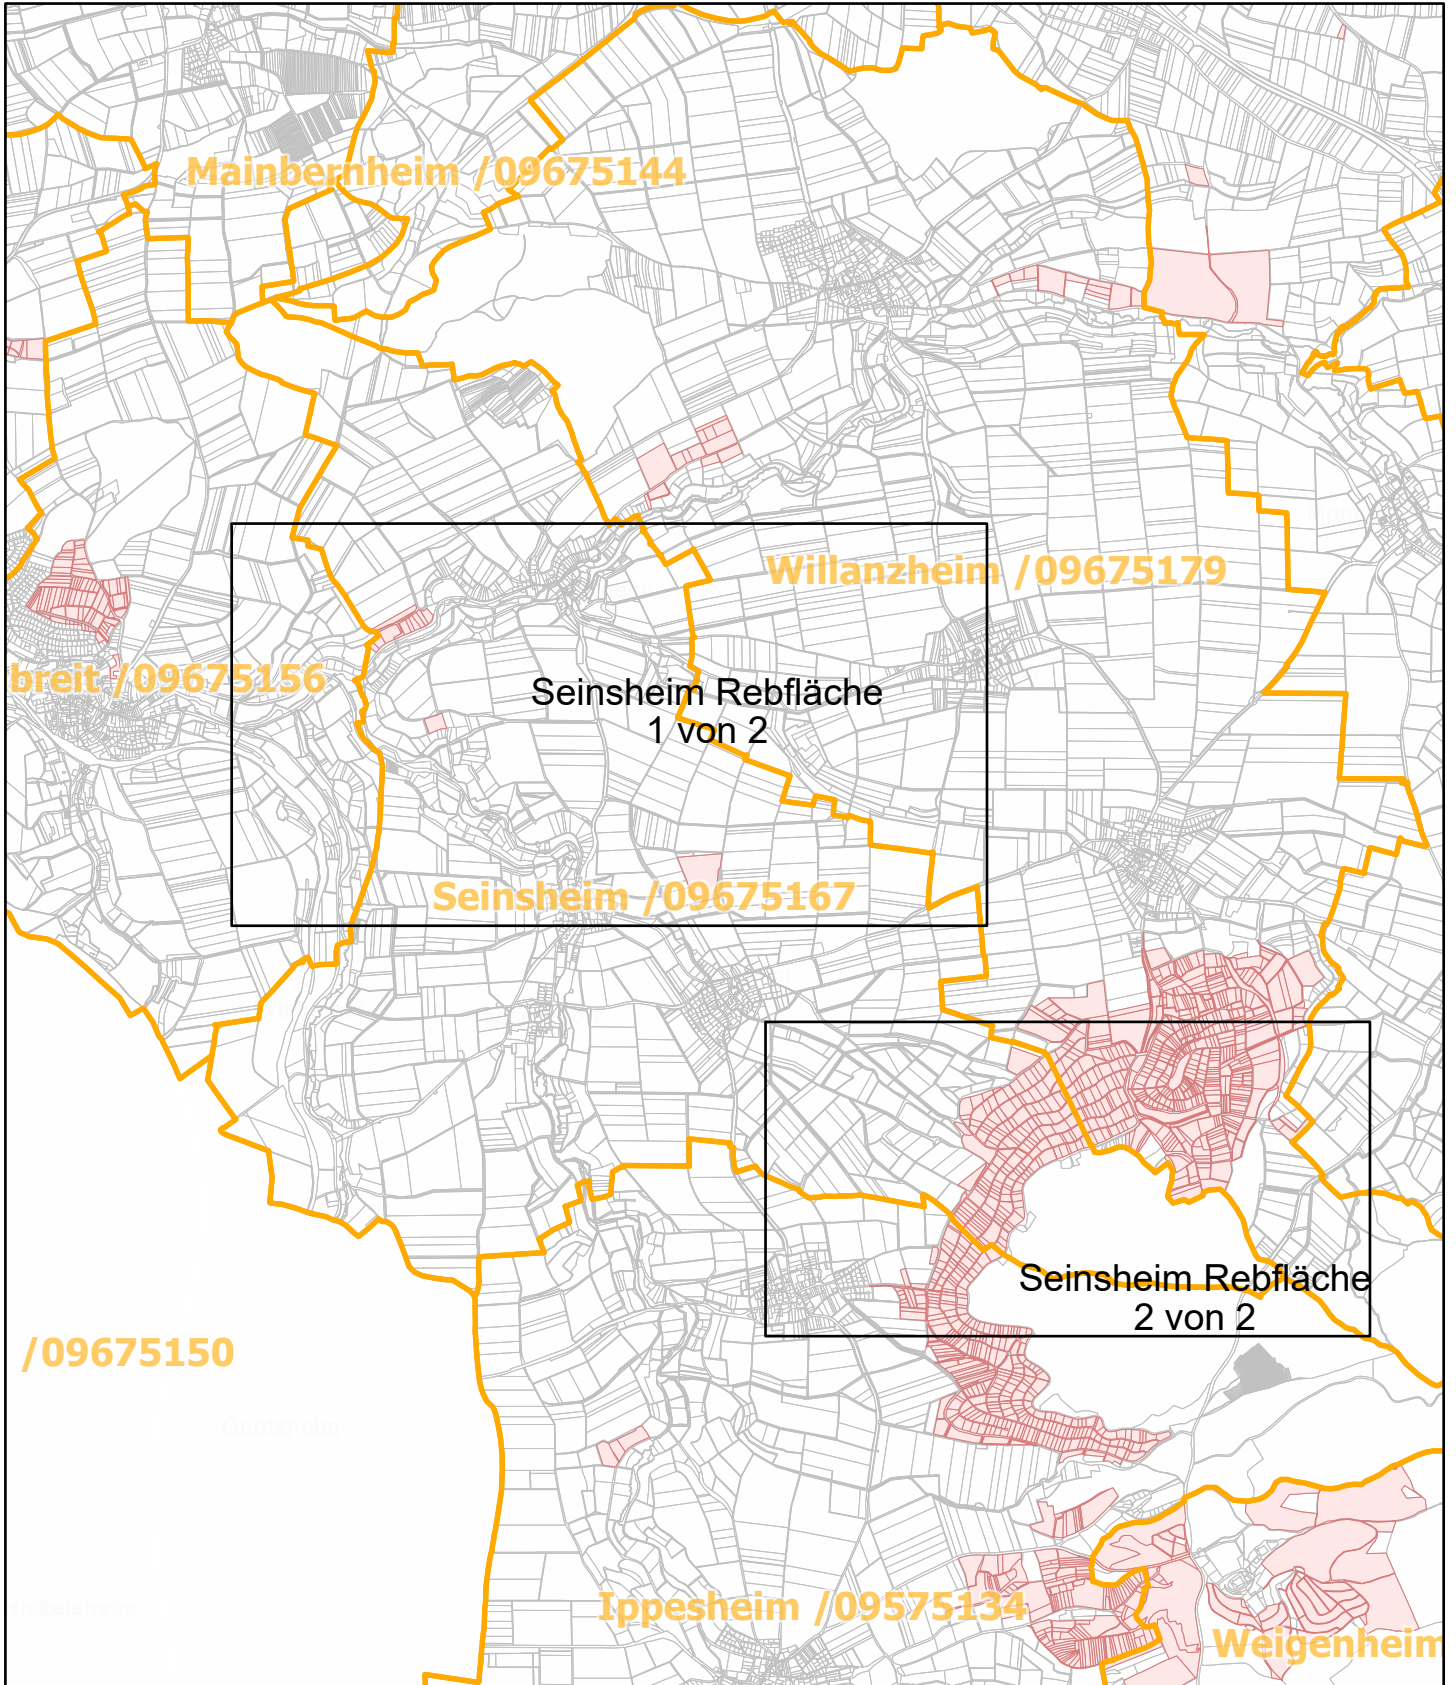 Mainbernheim /09675144
Willanzheim /09675179
breit /09675156
Seinsheim Rebfläche
1 von 2
Seinsheim /09675167
Seinsheim Rebfläche
2 von 2
/09675150
Gnötzheim
Ippesheim /09575134
Weigenheim